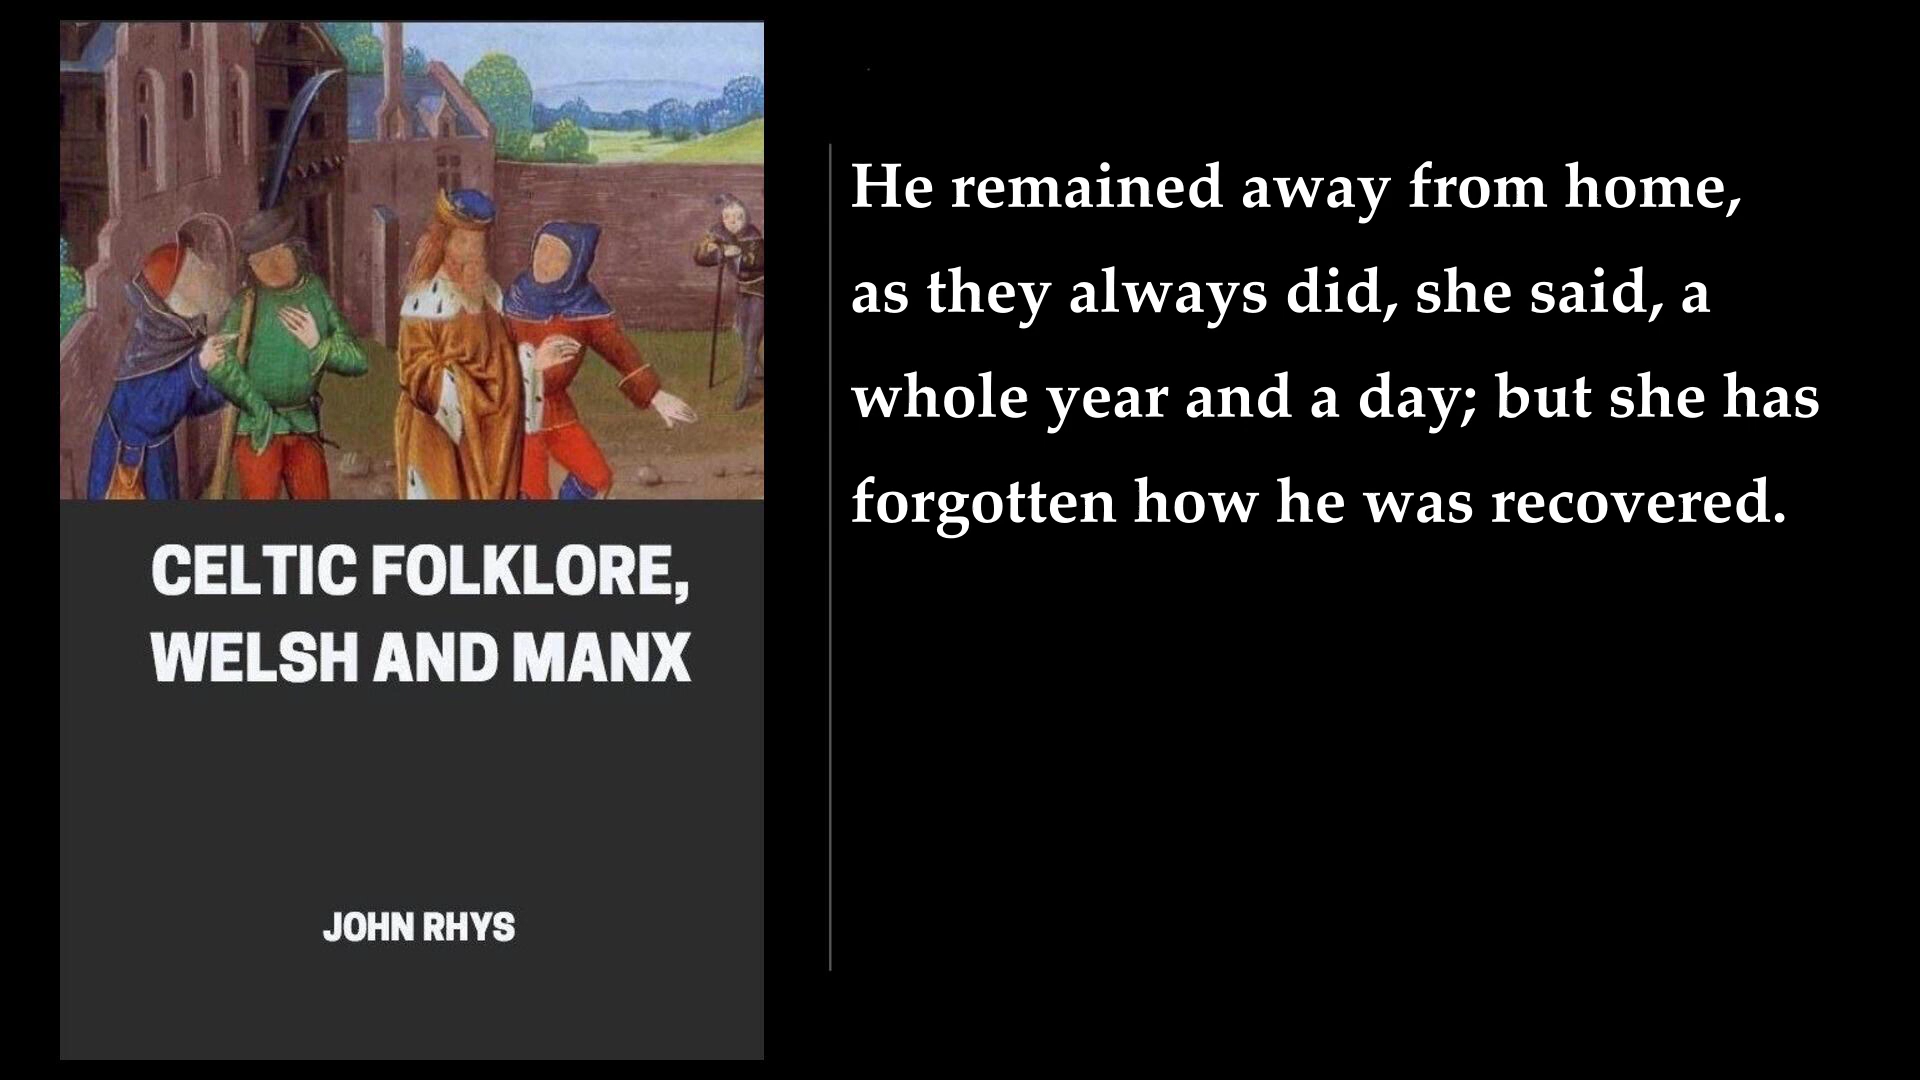 CELTIC FOLKLORE,
WELSH AND MANX
JOHN RHYS
He remained away from home,
as they always did, she said, a
whole year and a day; but she has
forgotten how he was recovered.